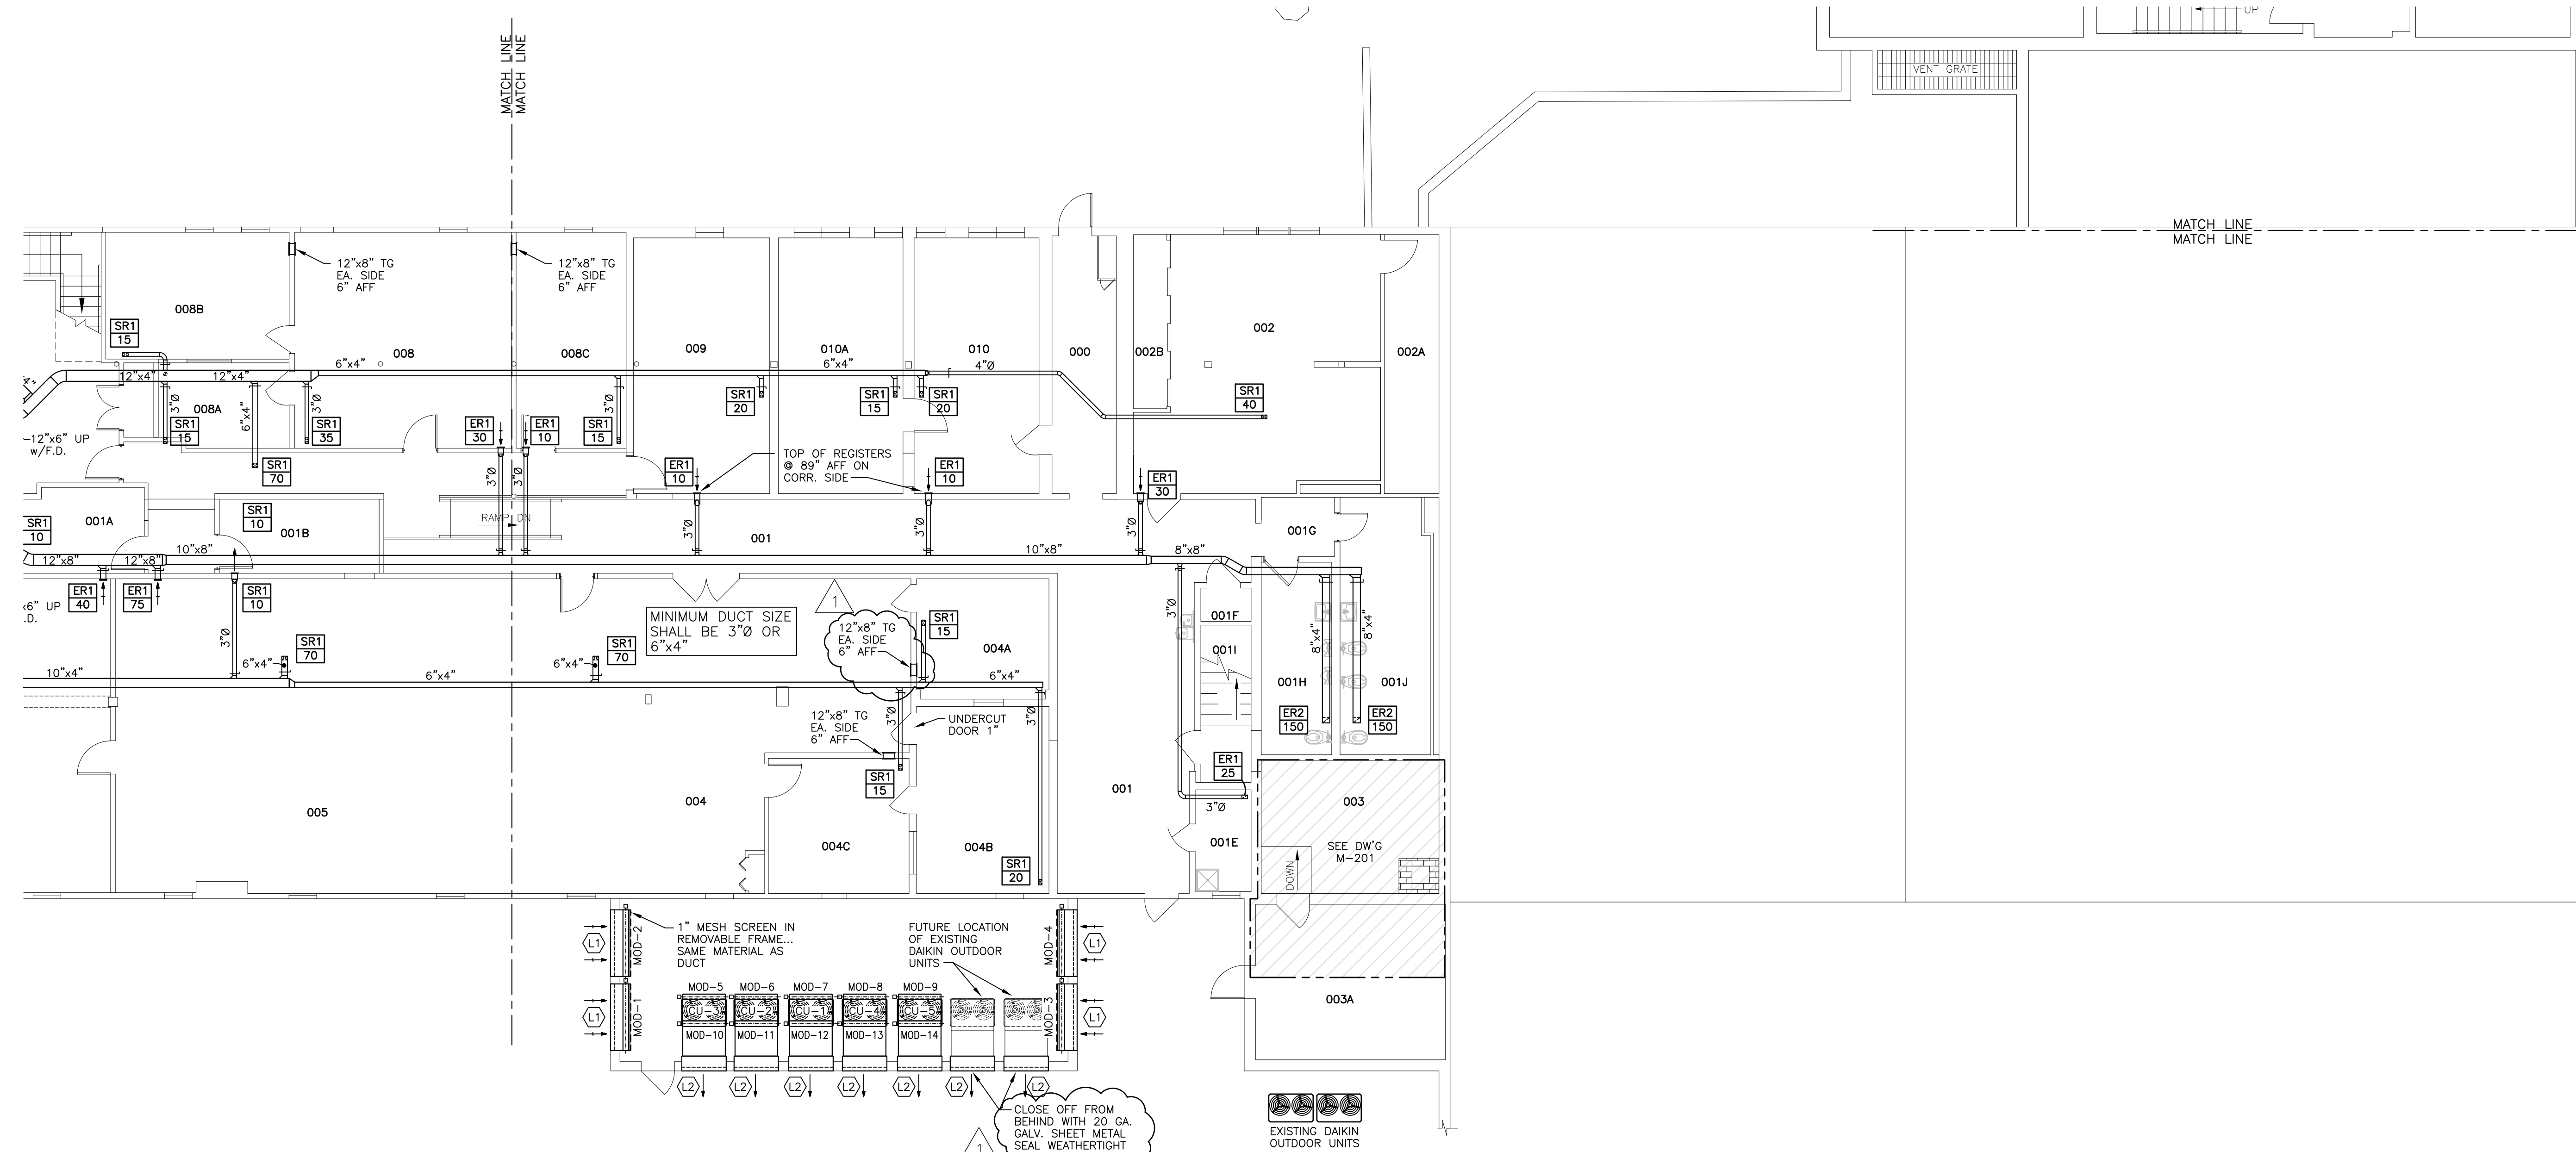 UP
MATCH LINE
MATCH LINE
VENT GRATE
MATCH LINE
MATCH LINE
12"x8" TG
EA. SIDE
6" AFF
12"x8" TG
EA. SIDE
6" AFF
008B
SR1
15
008
008C
009
010A
010
000
002B
002
002A
6"x4"
6"x4"
4"Ø
12"x4"
12"x4"
4"
3"Ø
008A
6"x4"
3"Ø
3"Ø
SR1
20
SR1
15
SR1
20
SR1
40
SR1
15
SR1
35
ER1
30
ER1
10
SR1
15
12"x6" UP
w/F.D.
SR1
70
3"Ø
3"Ø
ER1
10
TOP OF REGISTERS
@ 89" AFF ON
CORR. SIDE
ER1
10
ER1
30
SR1
10
001A
SR1
10
001B
RAMP DN
3"Ø
001
3"Ø
3"Ø
001G
12"x8"
12"x8"
10"x8"
10"x8"
8"x8"
x6" UP
.D.
ER1
40
ER1
75
SR1
10
3"Ø
MINIMUM DUCT SIZE
SHALL BE 3"Ø OR
6"x4"
1
12"x8" TG
EA. SIDE
6" AFF
SR1
15
004A
3"Ø
001F
001I
8"x4"
8"x4"
SR1
70
6"x4"
SR1
70
6"x4"
10"x4"
6"x4"
6"x4"
001H
001J
12"x8" TG
EA. SIDE
6" AFF
3"Ø
UNDERCUT
DOOR 1"
3"Ø
ER2
150
ER2
150
SR1
15
ER1
25
005
004
001
3"Ø
003
004C
004B
001E
SEE DW'G
M-201
SR1
20
DOWN
L1
MOD-2
1" MESH SCREEN IN
REMOVABLE FRAME...
SAME MATERIAL AS
DUCT
FUTURE LOCATION
OF EXISTING
DAIKIN OUTDOOR
UNITS
MOD-4
L1
MOD-5
MOD-6
MOD-7
MOD-8
MOD-9
L1
MOD-1
CU-3
CU-2
CU-1
CU-4
CU-5
MOD-3
L1
003A
MOD-10
MOD-11
MOD-12
MOD-13
MOD-14
L2
L2
L2
L2
L2
L2
L2
CLOSE OFF FROM
BEHIND WITH 20 GA.
GALV. SHEET METAL
SEAL WEATHERTIGHT
1
EXISTING DAIKIN
OUTDOOR UNITS